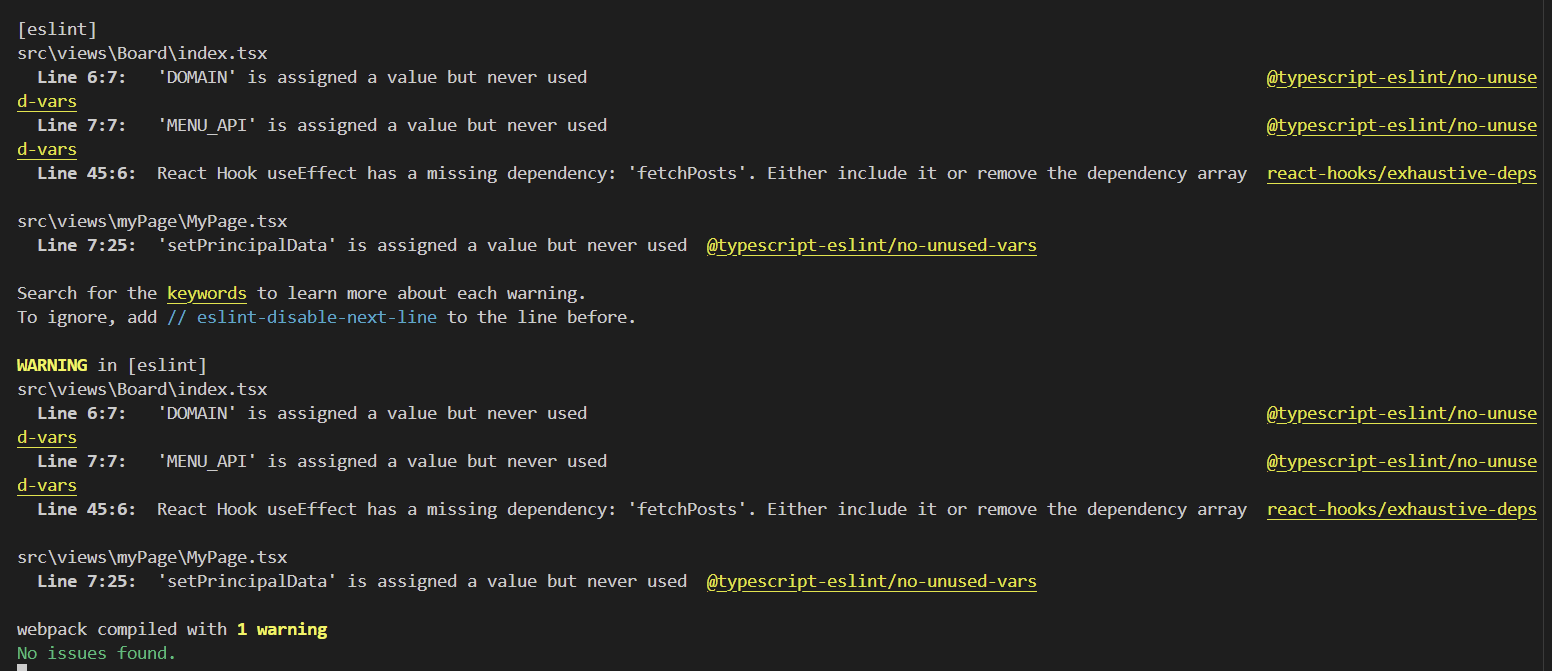 [eslint]
src\views\Board\index.tsx
  Line 6:7:   'DOMAIN' is assigned a value but never used                                                                    @typescript-eslint/no-unuse
d-vars
  Line 7:7:   'MENU_API' is assigned a value but never used                                                                  @typescript-eslint/no-unuse
d-vars
  Line 45:6:  React Hook useEffect has a missing dependency: 'fetchPosts'. Either include it or remove the dependency array  react-hooks/exhaustive-deps

src\views\myPage\MyPage.tsx
  Line 7:25:  'setPrincipalData' is assigned a value but never used  @typescript-eslint/no-unused-vars

Search for the keywords to learn more about each warning.
To ignore, add // eslint-disable-next-line to the line before.

WARNING in [eslint]
src\views\Board\index.tsx
  Line 6:7:   'DOMAIN' is assigned a value but never used                                                                    @typescript-eslint/no-unuse
d-vars
  Line 7:7:   'MENU_API' is assigned a value but never used                                                                  @typescript-eslint/no-unuse
d-vars
  Line 45:6:  React Hook useEffect has a missing dependency: 'fetchPosts'. Either include it or remove the dependency array  react-hooks/exhaustive-deps

src\views\myPage\MyPage.tsx
  Line 7:25:  'setPrincipalData' is assigned a value but never used  @typescript-eslint/no-unused-vars

webpack compiled with 1 warning
No issues found.